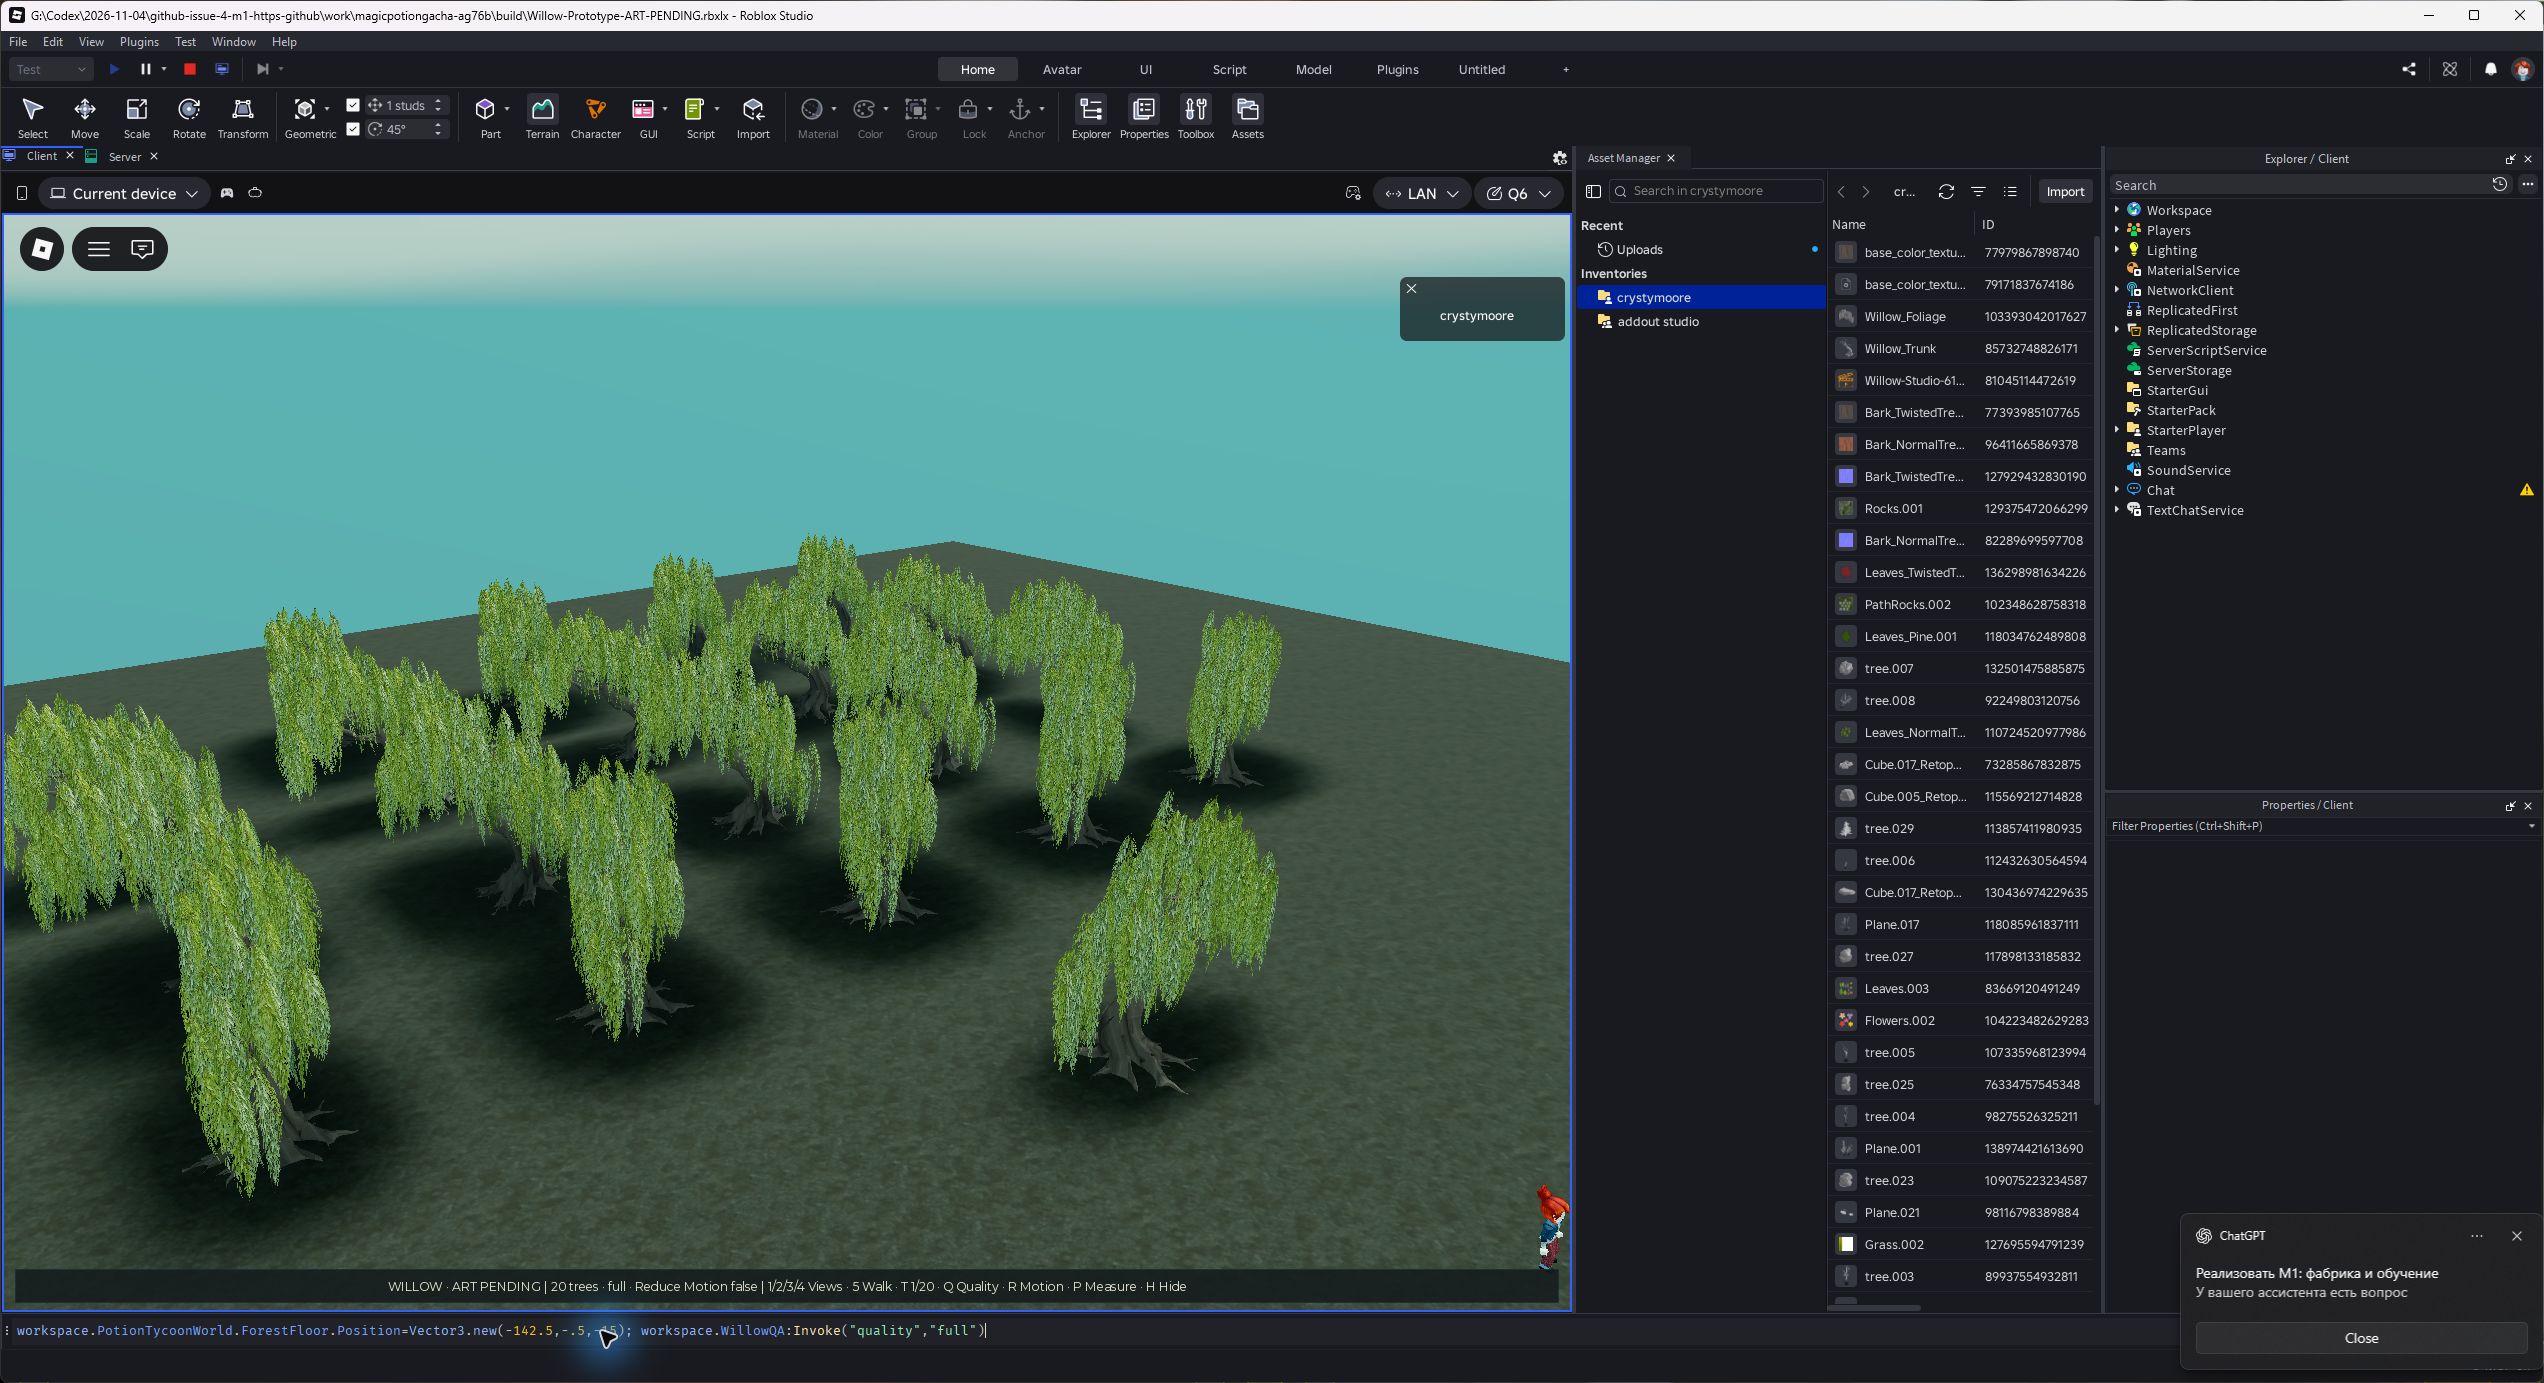 G:\Codex\2026-11-04\github-issue-4-m1-https-github\work\magicpotiongacha-ag76b\build\Willow-Prototype-ART-PENDING.rbxlx - Roblox Studio
File Edit View Plugins Test Window Help
Test
Home Avatar UI Script Model Plugins Untitled +
1 studs
45°
Select Move Scale Rotate Transform Geometric Part Terrain Character GUI Script Import Material Color Group Lock Anchor Explorer Properties Toolbox Assets
Client Server
Current device LAN Q6
crystymoore
WILLOW · ART PENDING | 20 trees · full · Reduce Motion false | 1/2/3/4 Views · 5 Walk · T 1/20 · Q Quality · R Motion · P Measure · H Hide
workspace.PotionTycoonWorld.ForestFloor.Position=Vector3.new(-142.5,-.5,-15); workspace.WillowQA:Invoke("quality","full")
Asset Manager
Search in crystymoore
cr...
Import
Recent
Uploads
Inventories
crystymoore
addout studio
Name ID
base_color_textu... 77979867898740
base_color_textu... 79171837674186
Willow_Foliage 103393042017627
Willow_Trunk 85732748826171
Willow-Studio-61... 81045114472619
Bark_TwistedTre... 77393985107765
Bark_NormalTre... 96411665869378
Bark_TwistedTre... 127929432830190
Rocks.001 129375472066299
Bark_NormalTre... 82289699597708
Leaves_TwistedT... 136298981634226
PathRocks.002 102348628758318
Leaves_Pine.001 118034762489808
tree.007 132501475885875
tree.008 92249803120756
Leaves_NormalT... 110724520977986
Cube.017_Retop... 73285867832875
Cube.005_Retop... 115569212714828
tree.029 113857411980935
tree.006 112432630564594
Cube.017_Retop... 130436974229635
Plane.017 118085961837111
tree.027 117898133185832
Leaves.003 83669120491249
Flowers.002 104223482629283
tree.005 107335968123994
tree.025 76334757545348
tree.004 98275526325211
Plane.001 138974421613690
tree.023 109075223234587
Plane.021 98116798389884
Grass.002 127695594791239
tree.003 89937554932811
Explorer / Client
Search
Workspace
Players
Lighting
MaterialService
NetworkClient
ReplicatedFirst
ReplicatedStorage
ServerScriptService
ServerStorage
StarterGui
StarterPack
StarterPlayer
Teams
SoundService
Chat
TextChatService
Properties / Client
Filter Properties (Ctrl+Shift+P)
ChatGPT
Реализовать M1: фабрика и обучение
У вашего ассистента есть вопрос
Close